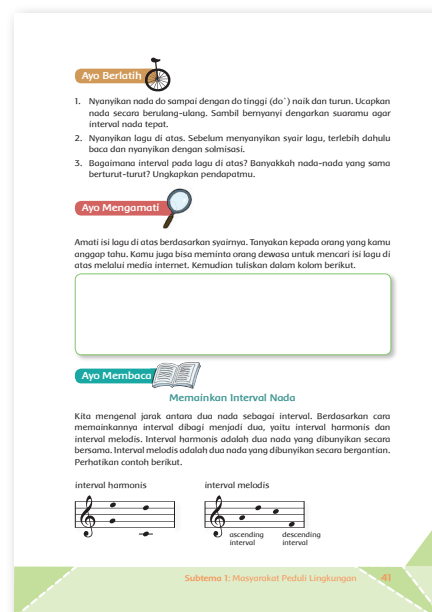 Ayo Berlatih
1. Nyanyikan nada do sampai dengan do tinggi (do`) naik dan turun. Ucapkan
nada secara berulang-ulang. Sambil bernyanyi dengarkan suaramu agar
interval nada tepat.
2. Nyanyikan lagu di atas. Sebelum menyanyikan syair lagu, terlebih dahulu
baca dan nyanyikan dengan solmisasi.
3. Bagaimana interval pada lagu di atas? Banyakkah nada-nada yang sama
berturut-turut? Ungkapkan pendapatmu.
Ayo Mengamati
Amati isi lagu di atas berdasarkan syairnya. Tanyakan kepada orang yang kamu
anggap tahu. Kamu juga bisa meminta orang dewasa untuk mencari isi lagu di
atas melalui media internet. Kemudian tuliskan dalam kolom berikut.
Ayo Membaca
Memainkan Interval Nada
Kita mengenal jarak antara dua nada sebagai interval. Berdasarkan cara
memainkannya interval dibagi menjadi dua, yaitu interval harmonis dan
interval melodis. Interval harmonis adalah dua nada yang dibunyikan secara
bersama. Interval melodis adalah dua nada yang dibunyikan secara bergantian.
Perhatikan contoh berikut.
interval harmonis
interval melodis
ascending
interval
descending
interval
Subtema 1: Masyarakat Peduli Lingkungan
41